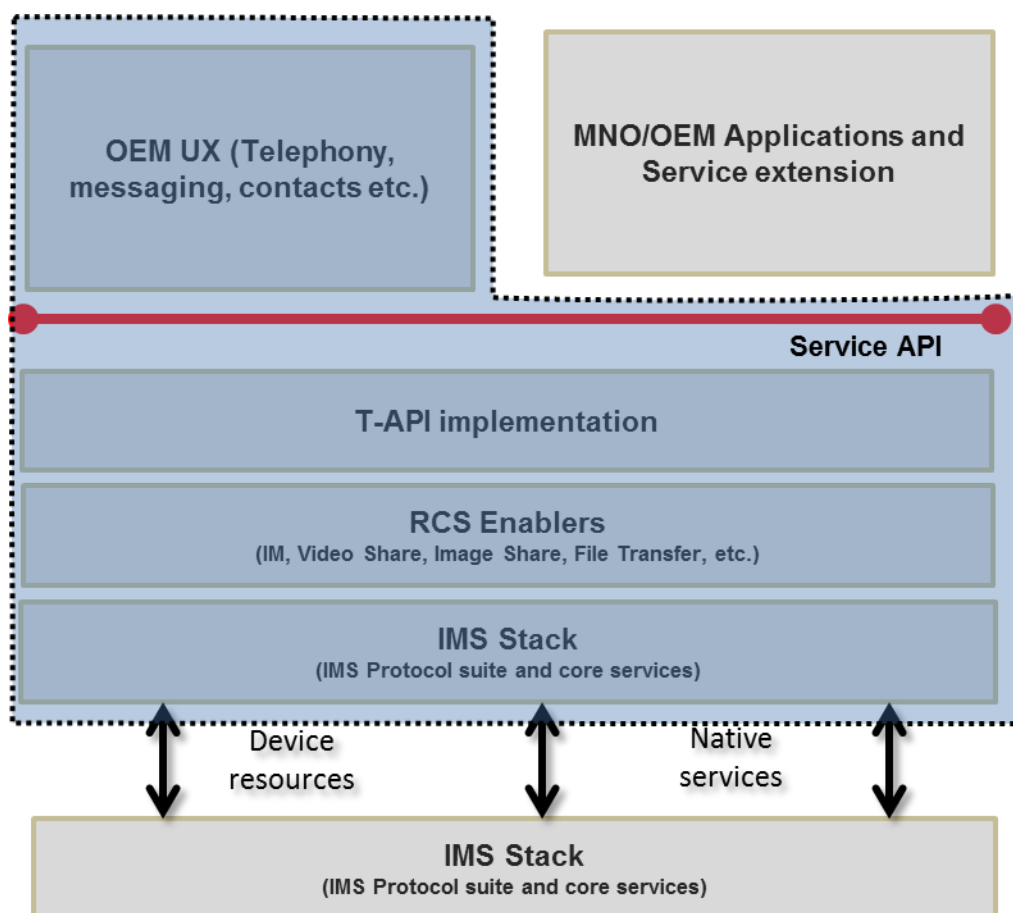 OEM UX (Telephony,
messaging, contacts etc.)
MNO/OEM Applications and
Service extension
Service API
T-API implementation
RCS Enablers
(IM, Video Share, Image Share, File Transfer, etc.)
IMS Stack
(IMS Protocol suite and core services)
Device
resources
Native
services
IMS Stack
(IMS Protocol suite and core services)